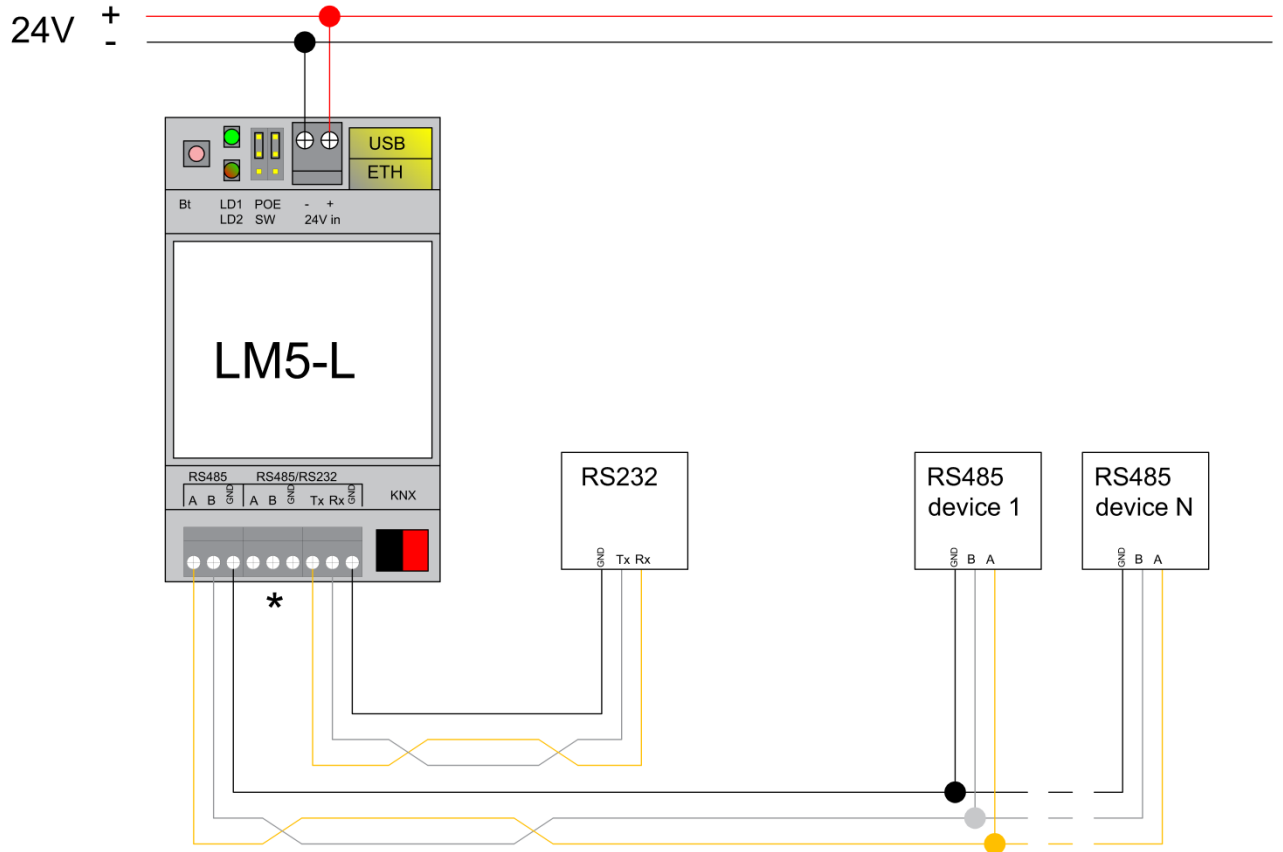 24V + -
USB
ETH
Bt LD1 POE - +
LD2 SW 24V in
LM5-L
RS485 RS485/RS232
A B GND A B GND Tx Rx GND KNX
*
RS232
GND Tx Rx
RS485
device 1
GND B A
RS485
device N
GND B A